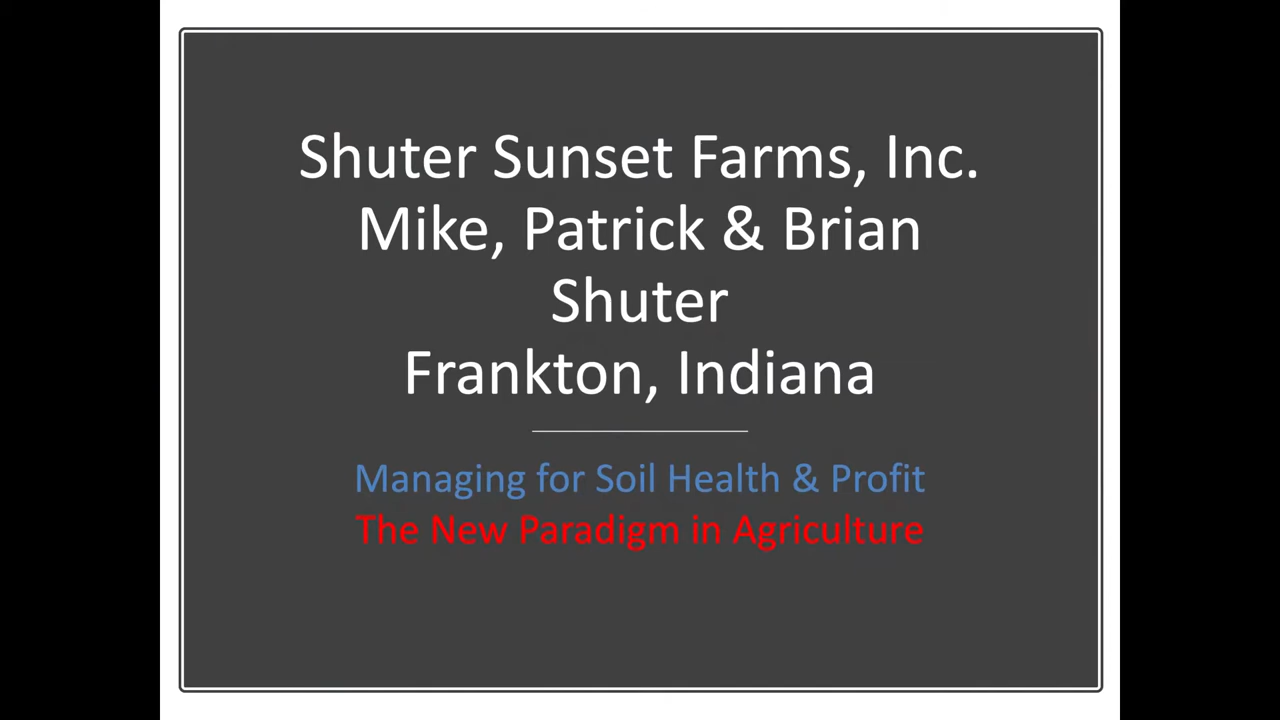 Shuter Sunset Farms, Inc.
Mike, Patrick & Brian
Shuter
Frankton, Indiana
Managing for Soil Health & Profit
The New Paradigm in Agriculture